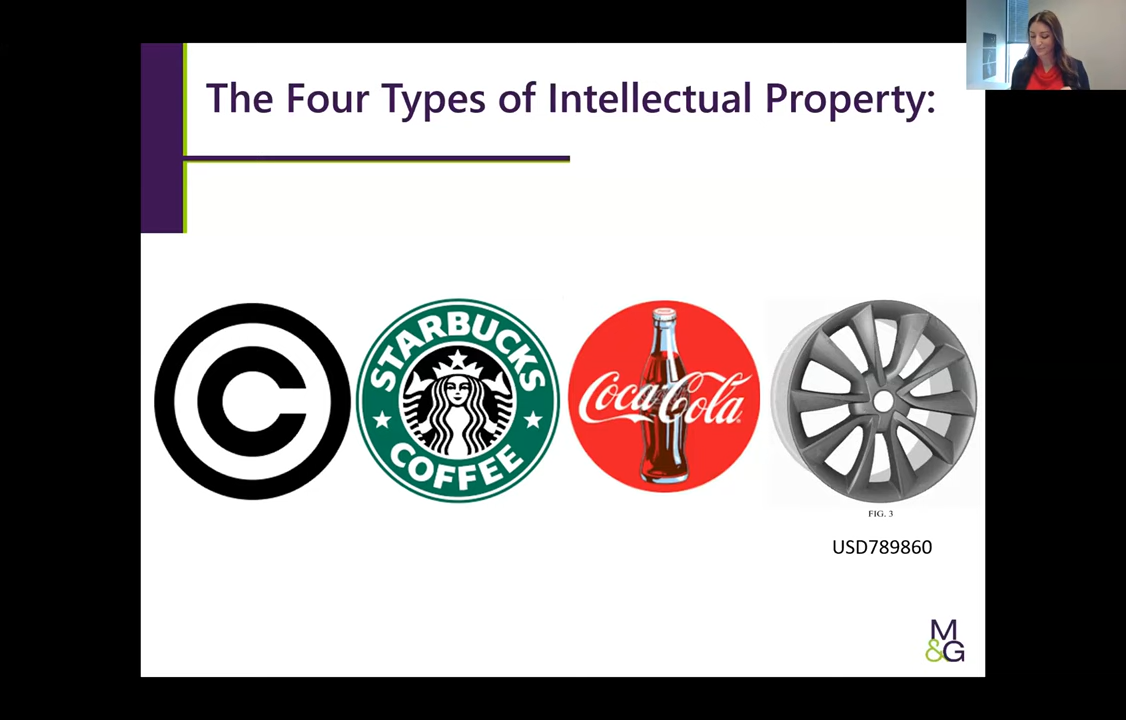 The Four Types of Intellectual Property:
©
STARBUCKS
COFFEE
Coca-Cola
FIG. 3
USD789860
M
&G